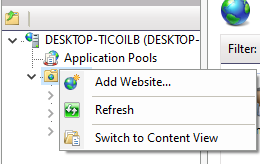 DESKTOP-TICOILB (DESKTOP-
Filter:
Application Pools
Add Website...
Refresh
Switch to Content View